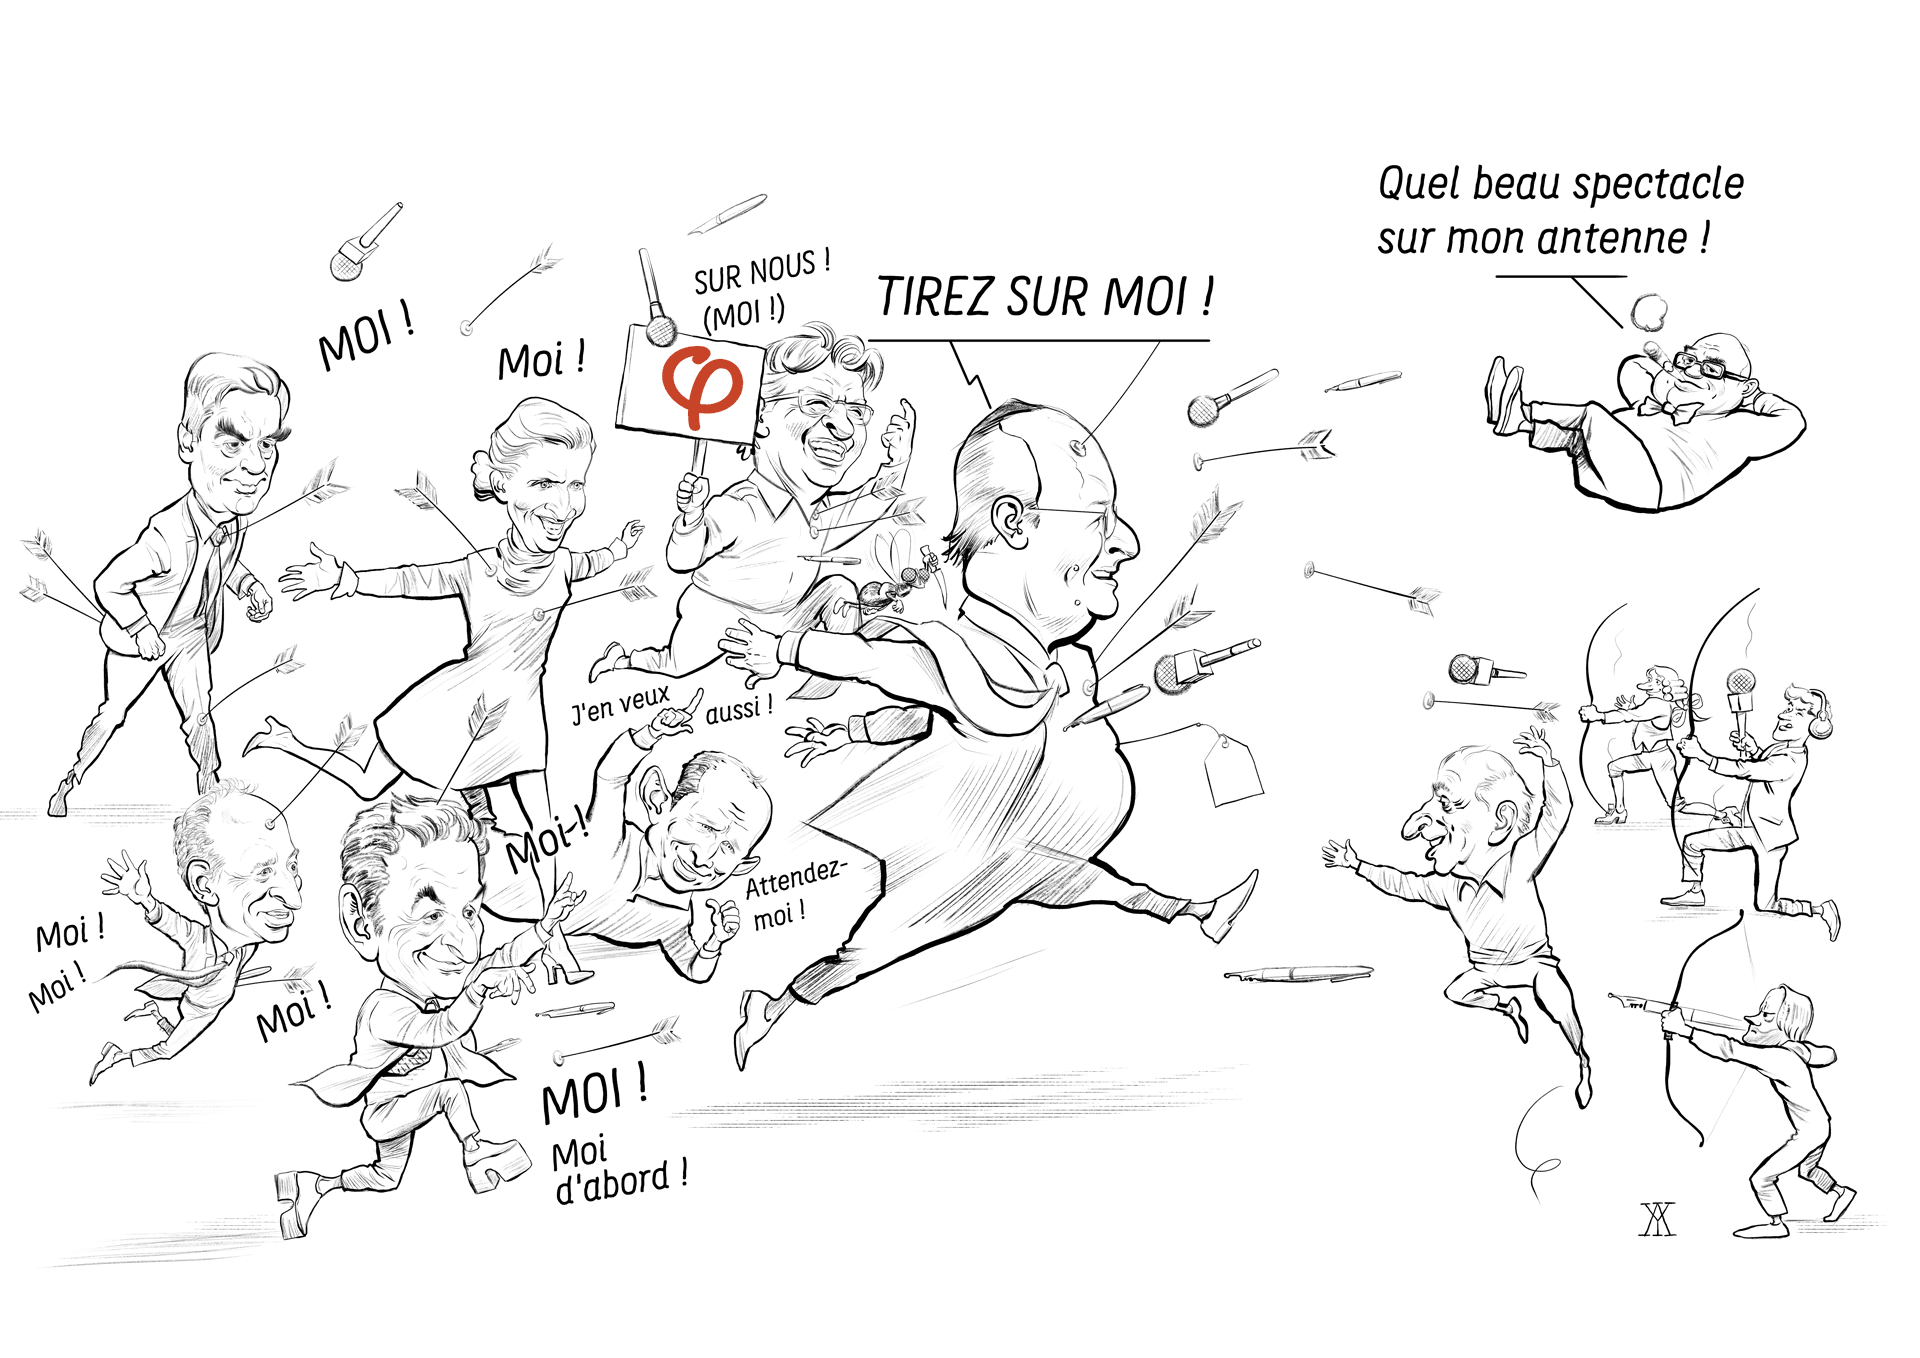 Quel beau spectacle
sur mon antenne !
SUR NOUS !
(MOI !)
TIREZ SUR MOI !
MOI !
Moi !
φ
J'en veux
aussi !
Moi !
Attendez-
moi !
Moi !
Moi !
Moi !
MOI !
Moi
d'abord !